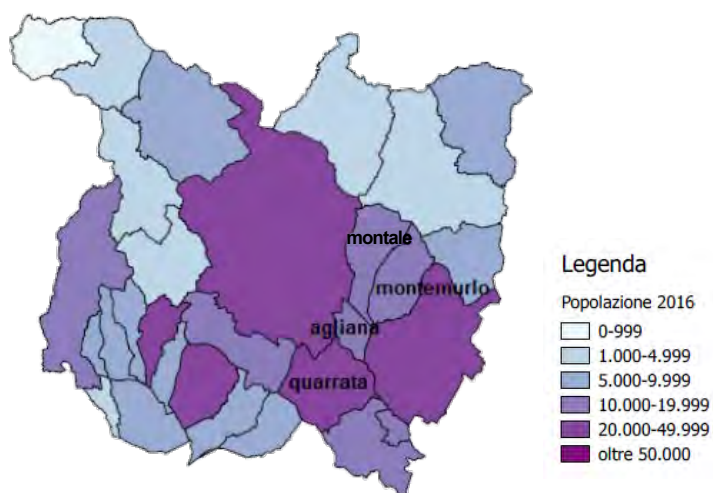 montale
montemurlo
agliana
quarrata
Legenda
Popolazione 2016
0-999
1.000-4.999
5.000-9.999
10.000-19.999
20.000-49.999
oltre 50.000